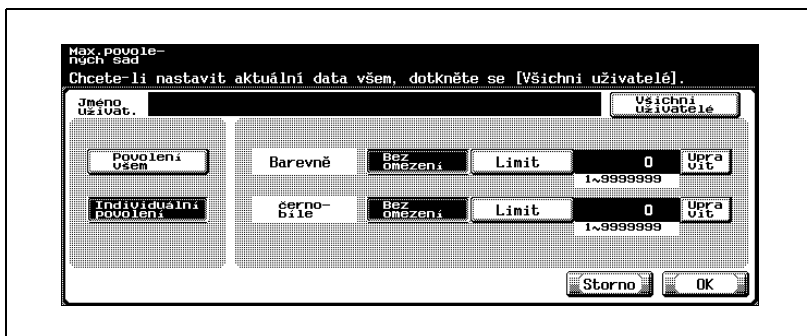 Max.povole-
ných sad
Chcete-li nastavit aktuální data všem, dotkněte se [Všichni uživatelé].
Jméno
uživat.
Všichni
uživatelé
Povolení
všem
Barevně
Bez
omezení
Limit
0
Upra
vit
1~9999999
Individuální
povolení
černo-
bíle
Bez
omezení
Limit
0
Upra
vit
1~9999999
Storno
OK